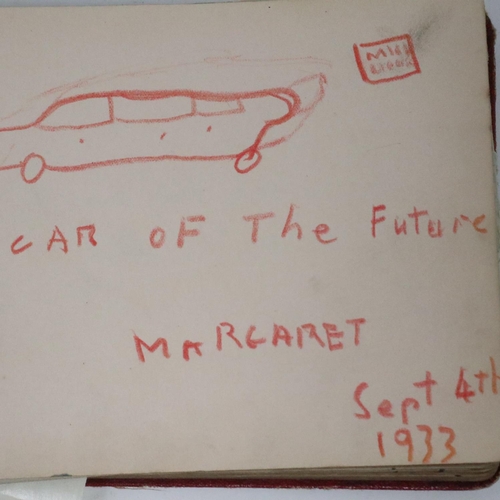 CAR OF The Future
MARGARET
Sept 4th
1933